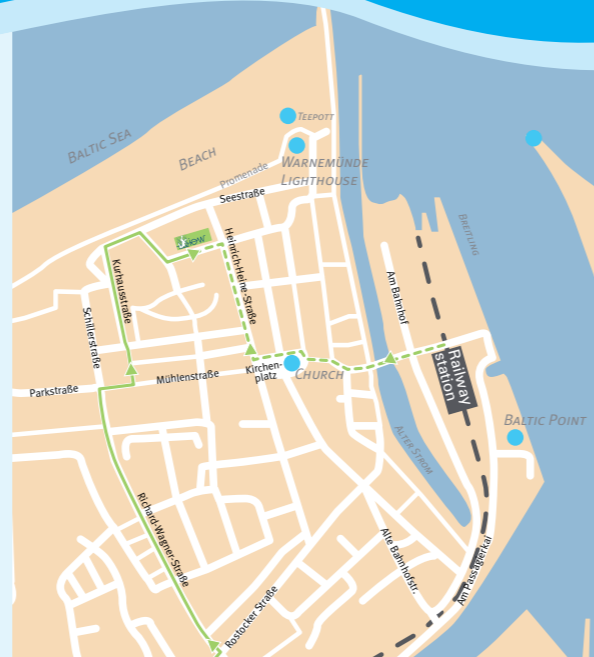 Teepott
Baltic Sea
Beach
Warnemünde
Lighthouse
Promenade
Seestraße
Breitling
Heinrich-Heine-Straße
Kurhausstraße
Am Bahnhof
Schillerstraße
Railway
station
Kirchen-
platz
Church
Mühlenstraße
Parkstraße
Baltic Point
Alter Strom
Richard-Wagner-Straße
Alte Bahnhofstr.
Am Passagierkai
Rostocker Straße